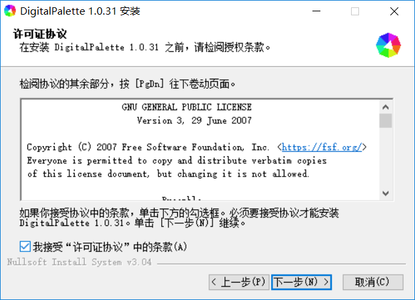 DigitalPalette 1.0.31 安装
许可证协议
在安装 DigitalPalette 1.0.31 之前，请检阅授权条款。
检阅协议的其余部分，按 [PgDn] 往下卷动页面。
GNU GENERAL PUBLIC LICENSE
Version 3, 29 June 2007
Copyright (C) 2007 Free Software Foundation, Inc. <https://fsf.org/>
Everyone is permitted to copy and distribute verbatim copies
of this license document, but changing it is not allowed.
如果你接受协议中的条款，单击下方的勾选框。必须要接受协议才能安装
DigitalPalette 1.0.31。单击 [下一步(N)] 继续。
我接受“许可证协议”中的条款(A)
Nullsoft Install System v3.04
< 上一步(P)
下一步(N) >
取消(C)